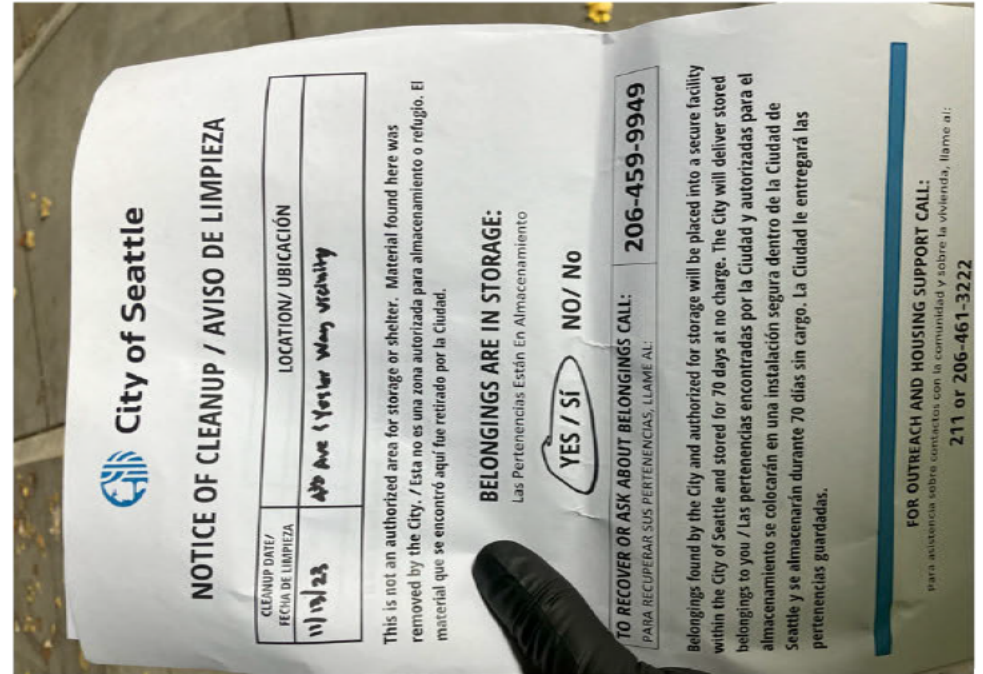 City of Seattle
NOTICE OF CLEANUP / AVISO DE LIMPIEZA
CLEANUP DATE/
FECHA DE LIMPIEZA
LOCATION/ UBICACIÓN
11/13/23
Ave & Yesler Way vicinity
This is not an authorized area for storage or shelter. Material found here was
removed by the City. / Esta no es una zona autorizada para almacenamiento o refugio. El
material que se encontró aquí fue retirado por la Ciudad.
BELONGINGS ARE IN STORAGE:
Las Pertenencias Están En Almacenamiento
YES / SÍ NO/ No
TO RECOVER OR ASK ABOUT BELONGINGS CALL:
PARA RECUPERAR SUS PERTENENCIAS, LLAME AL:
206-459-9949
Belongings found by the City and authorized for storage will be placed into a secure facility
within the City of Seattle and stored for 70 days at no charge. The City will deliver stored
belongings to you / Las pertenencias encontradas por la Ciudad y autorizadas para el
almacenamiento se colocarán en una instalación segura dentro de la Ciudad de
Seattle y se almacenarán durante 70 días sin cargo. La Ciudad le entregará las
pertenencias guardadas.
FOR OUTREACH AND HOUSING SUPPORT CALL:
Para asistencia sobre contactos con la comunidad y sobre la vivienda, llame al:
211 or 206-461-3222